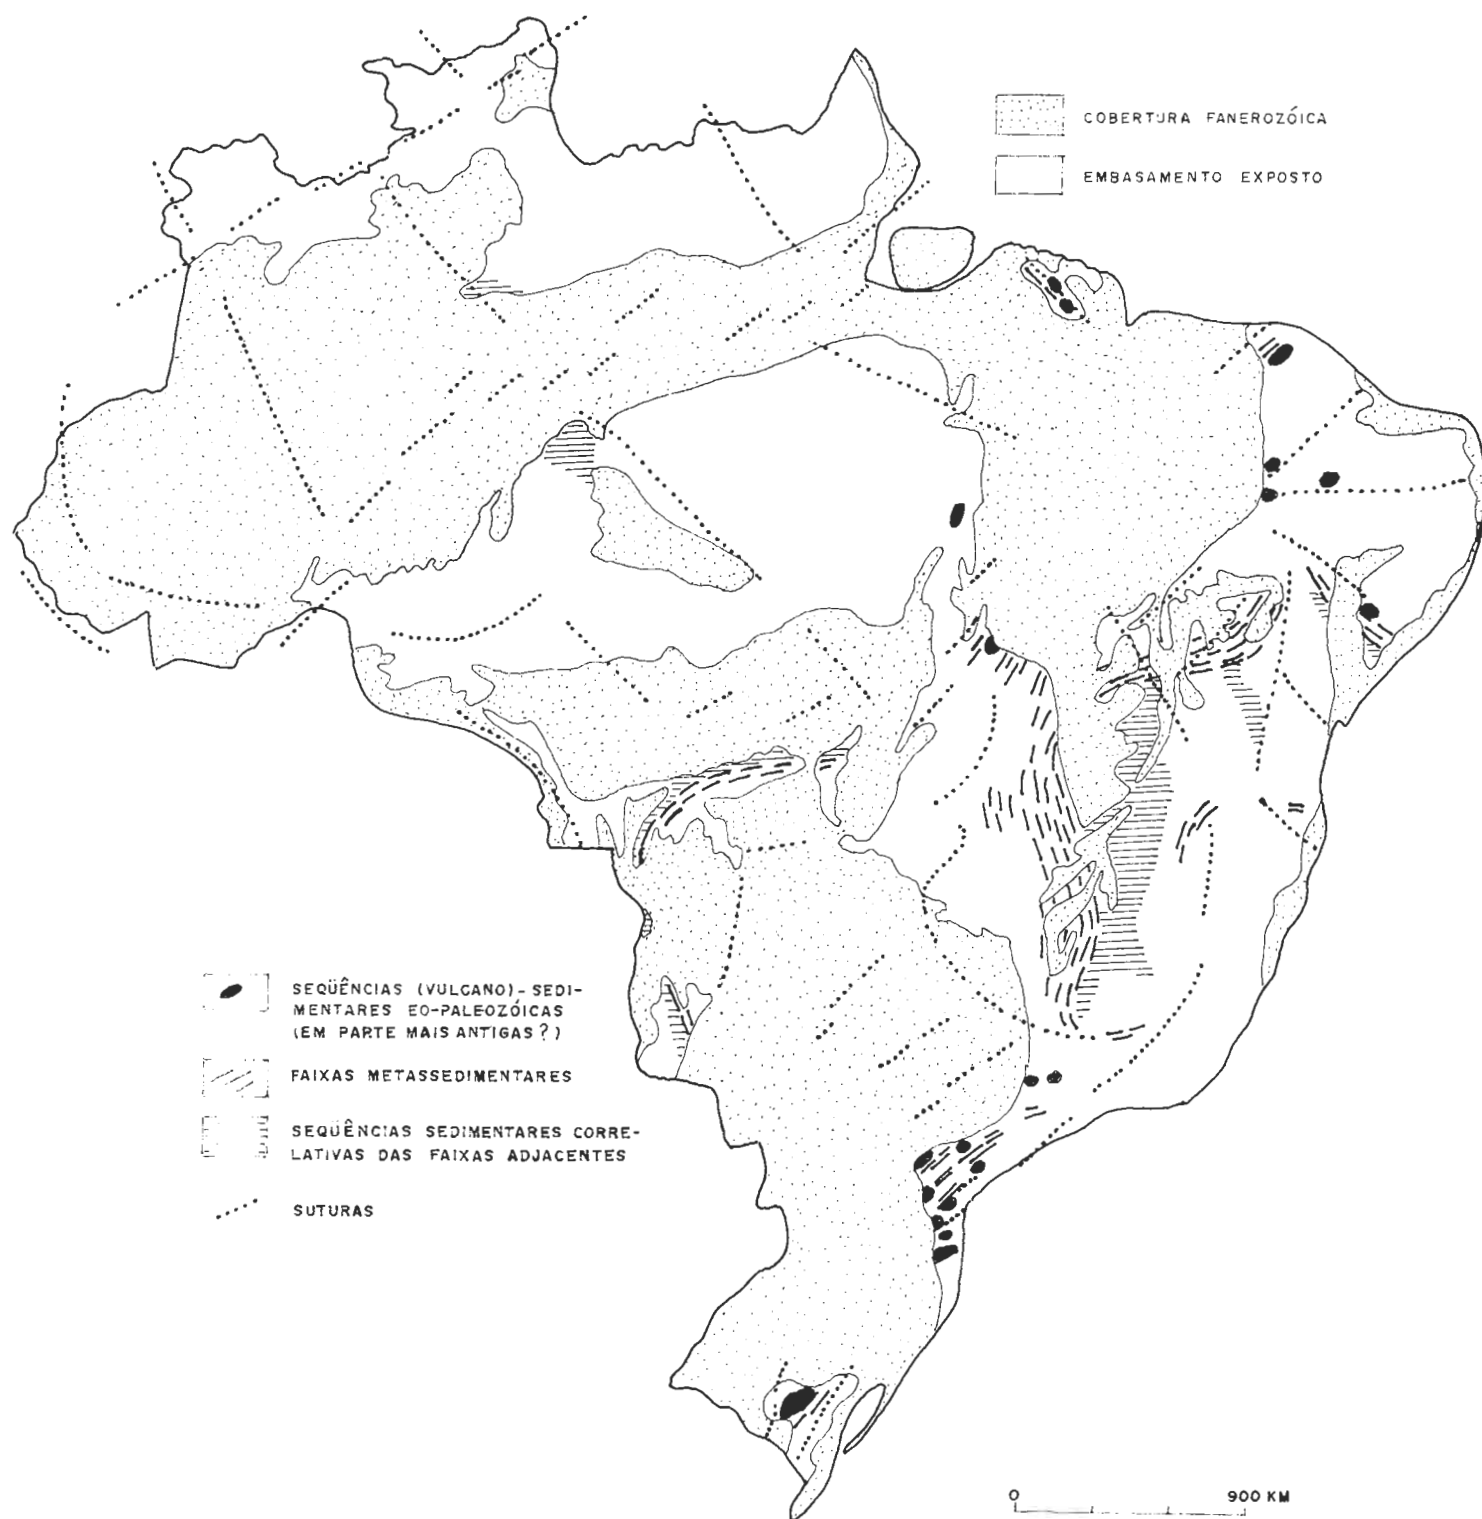 COBERTURA FANEROZÓICA
EMBASAMENTO EXPOSTO
SEQÜÊNCIAS (VULCANO)-SEDI-
MENTARES EO-PALEOZÓICAS
(EM PARTE MAIS ANTIGAS?)
FAIXAS METASSEDIMENTARES
SEQÜÊNCIAS SEDIMENTARES CORRE-
LATIVAS DAS FAIXAS ADJACENTES
SUTURAS
0 900 KM